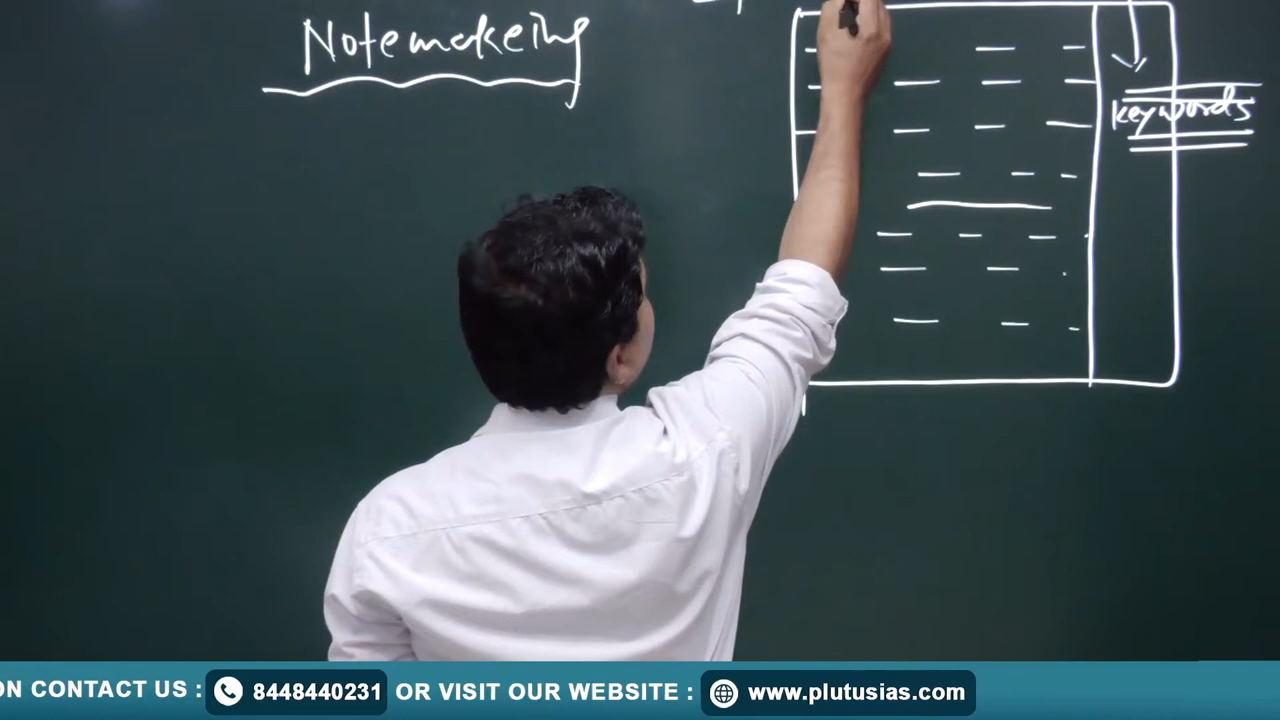 Notemakeing
keywords
ON CONTACT US : 8448440231 OR VISIT OUR WEBSITE : www.plutusias.com